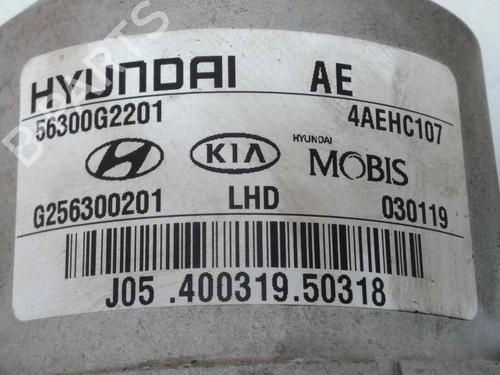 HYUNDAI AE
56300G2201 4AEHC107
KIA HYUNDAI MOBIS
G256300201 LHD 030119
J05 .400319.50318